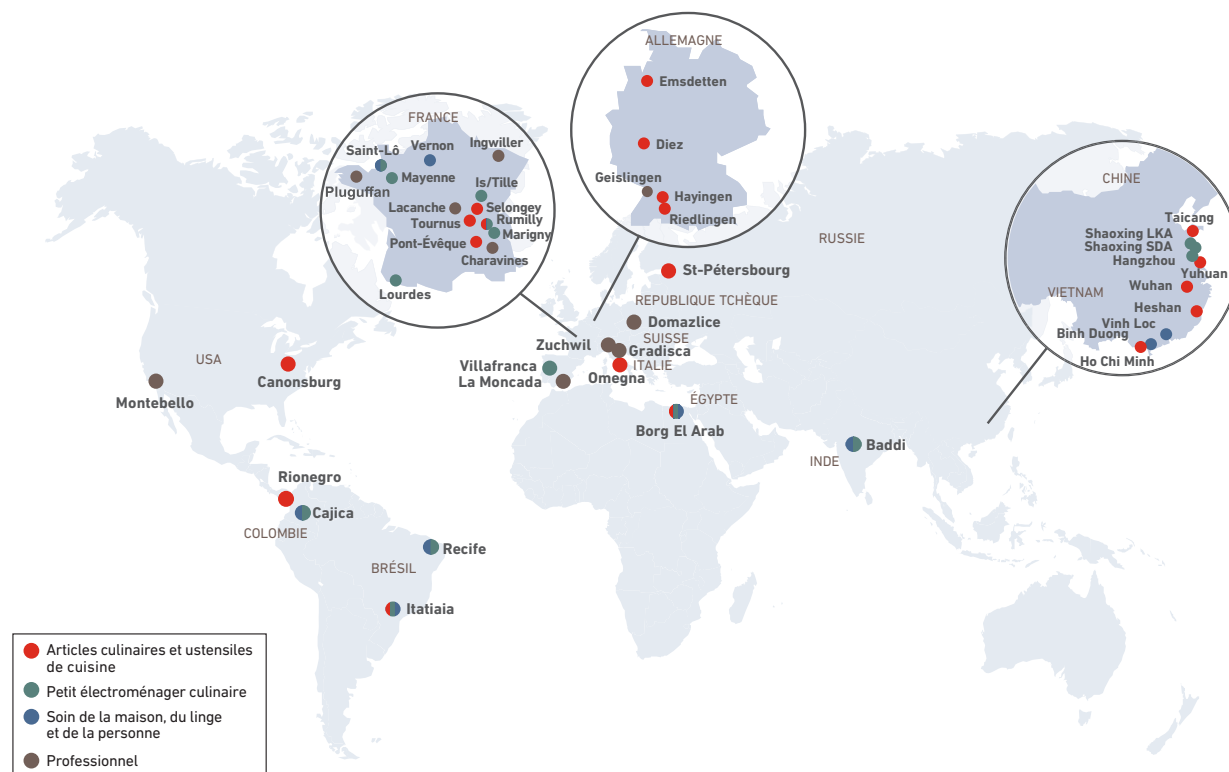 ALLEMAGNE
Emsdetten
Diez
Geislingen
Hayingen
Riedlingen
FRANCE
Saint-Lô
Vernon
Ingwiller
Mayenne
Pluguffan
Is/Tille
Lacanche
Selongey
Tournus
Rumilly
Marigny
Pont-Évêque
Charavines
Lourdes
CHINE
Taicang
Shaoxing LKA
Shaoxing SDA
Hangzhou
Yuhuan
Wuhan
VIETNAM
Heshan
Vinh Loc
Binh Duong
Ho Chi Minh
RUSSIE
St-Pétersbourg
REPUBLIQUE TCHÈQUE
Domazlice
SUISSE
Zuchwil
Gradisca
ITALIE
Villafranca
La Moncada
Omegna
USA
Canonsburg
Montebello
ÉGYPTE
Borg El Arab
INDE
Baddi
Rionegro
Cajica
COLOMBIE
Recife
BRÉSIL
Itatiaia
Articles culinaires et ustensiles
de cuisine
Petit électroménager culinaire
Soin de la maison, du linge
et de la personne
Professionnel